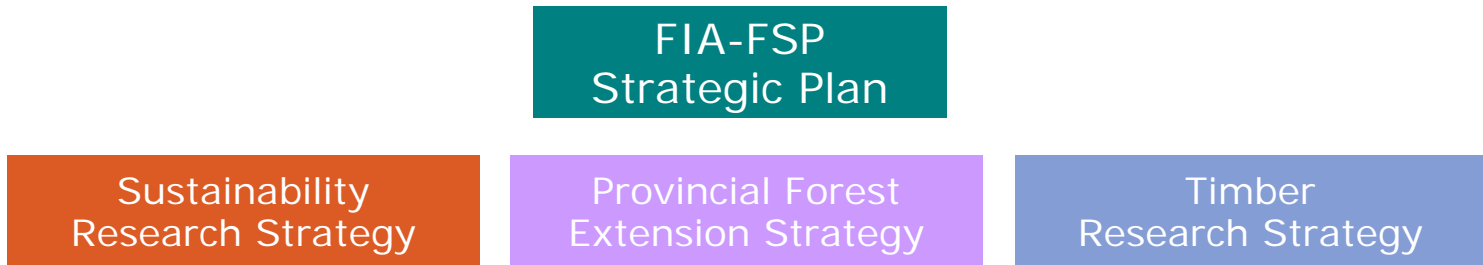 FIA-FSP
Strategic Plan
Sustainability
Research Strategy
Provincial Forest
Extension Strategy
Timber
Research Strategy